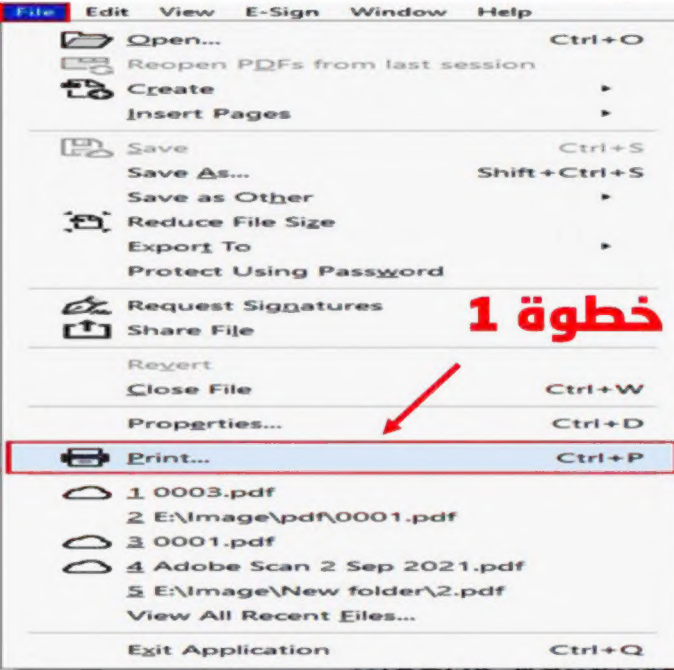 File Edit View E-Sign Window Help
Open... Ctrl+O
Reopen PDFs from last session
Create
Insert Pages
Save Ctrl+S
Save As... Shift+Ctrl+S
Save as Other
Reduce File Size
Export To
Protect Using Password
Request Signatures
خطوة 1
Share File
Revert
Close File Ctrl+W
Properties... Ctrl+D
Print... Ctrl+P
1 0003.pdf
2 E:\Image\pdf\0001.pdf
3 0001.pdf
4 Adobe Scan 2 Sep 2021.pdf
5 E:\Image\New folder\2.pdf
View All Recent Files...
Exit Application Ctrl+Q